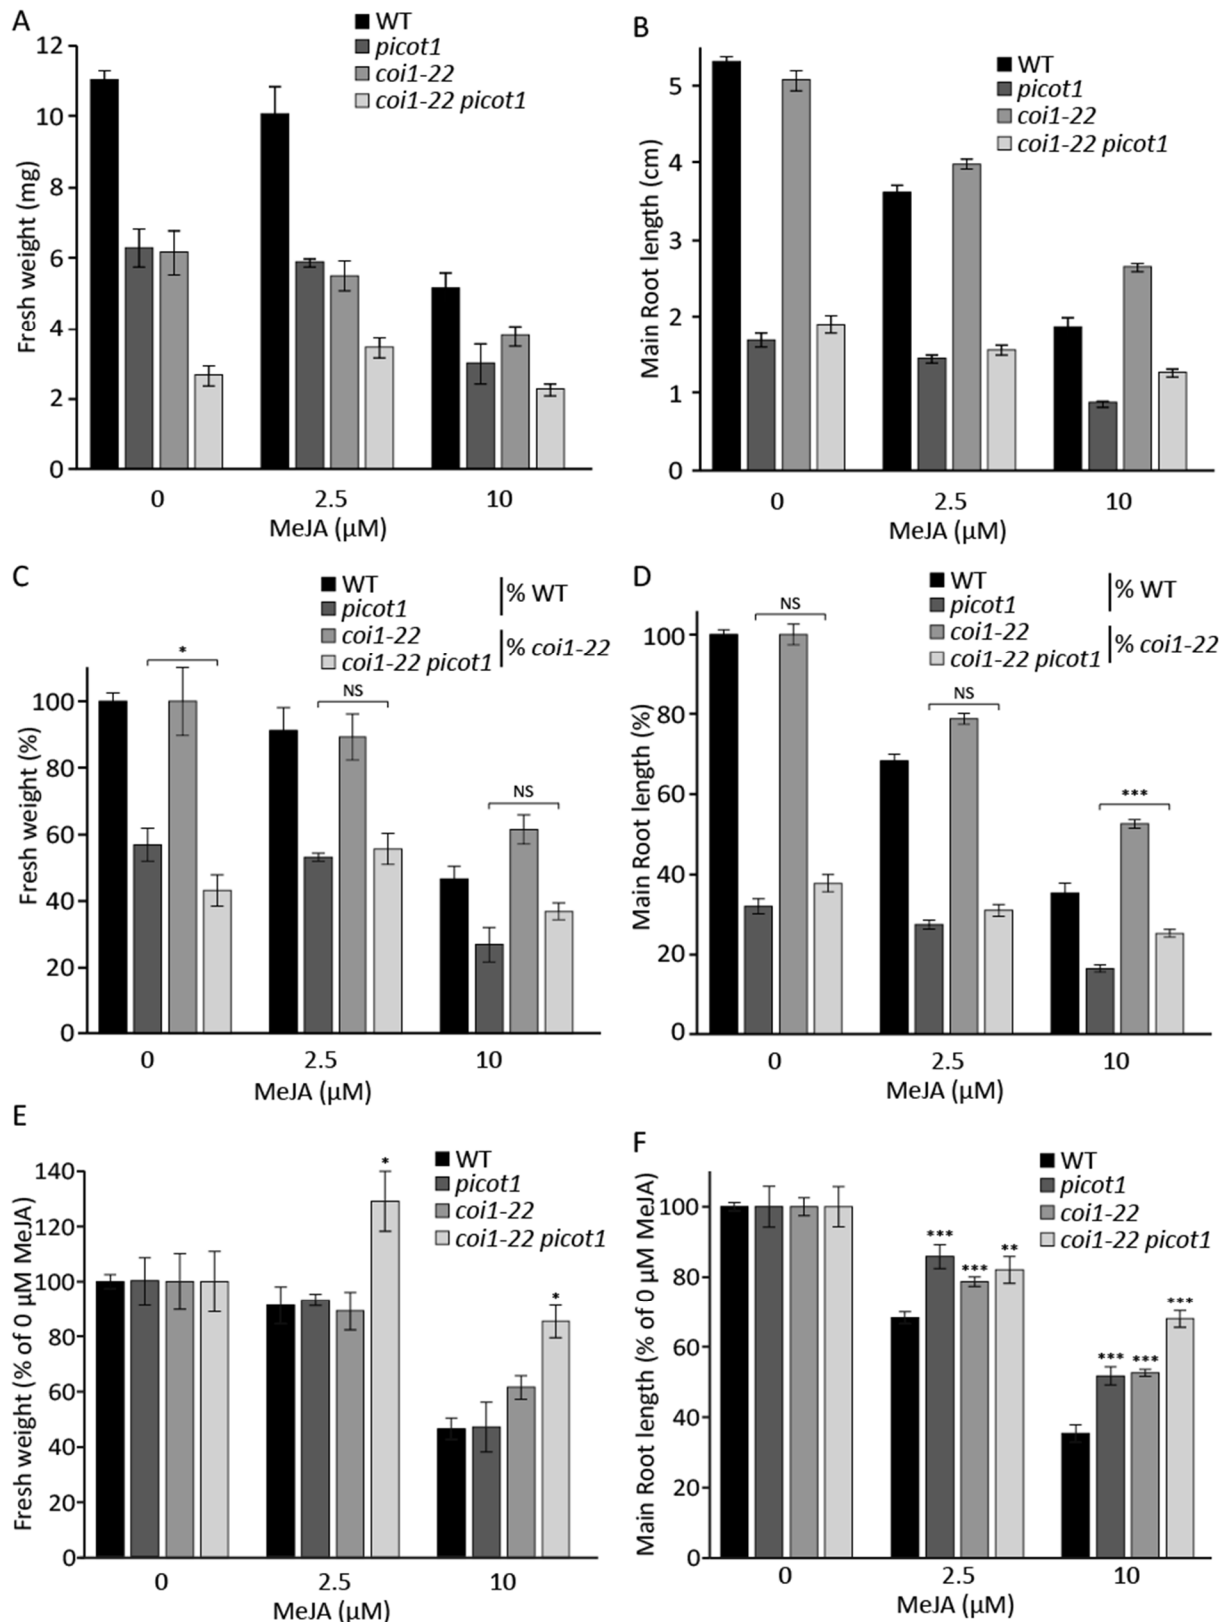 A
WT
picot1
coi1-22
coi1-22 picot1
12
10
8
6
4
2
0
Fresh weight (mg)
0
2.5
10
MeJA (µM)
B
WT
picot1
coi1-22
coi1-22 picot1
5
4
3
2
1
0
Main Root length (cm)
0
2.5
10
MeJA (µM)
C
WT
picot1
coi1-22
coi1-22 picot1
% WT
% coi1-22
100
80
60
40
20
0
Fresh weight (%)
*
NS
NS
0
2.5
10
MeJA (µM)
D
WT
picot1
coi1-22
coi1-22 picot1
% WT
% coi1-22
100
80
60
40
20
0
Main Root length (%)
NS
NS
***
0
2.5
10
MeJA (µM)
E
WT
picot1
coi1-22
coi1-22 picot1
140
120
100
80
60
40
20
0
Fresh weight (% of 0 µM MeJA)
*
*
0
2.5
10
MeJA (µM)
F
WT
picot1
coi1-22
coi1-22 picot1
100
80
60
40
20
0
Main Root length (% of 0 µM MeJA)
***
***
**
***
***
***
0
2.5
10
MeJA (µM)